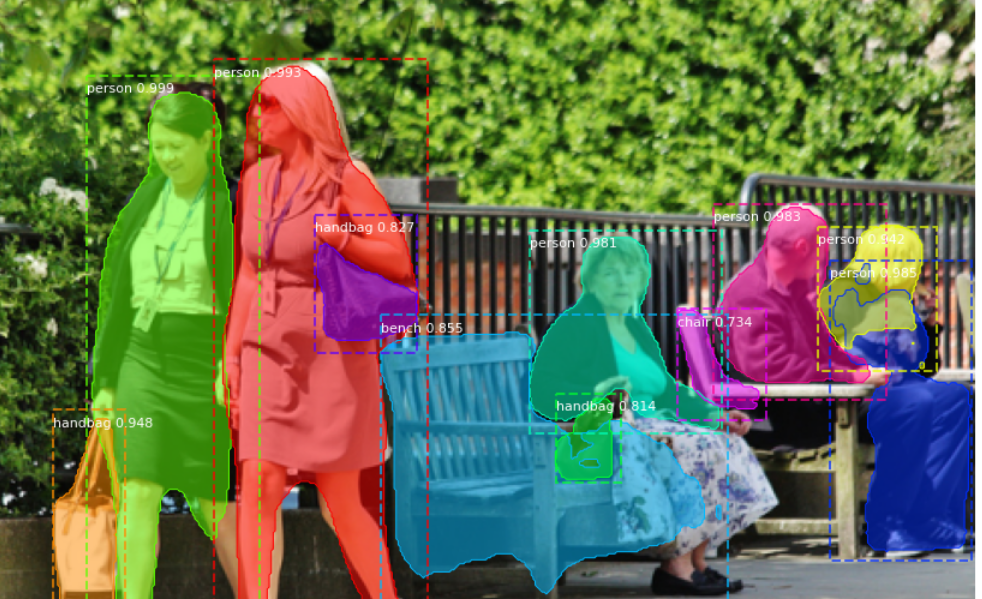 person 0.999
person 0.993
handbag 0.827
handbag 0.948
bench 0.855
person 0.981
handbag 0.814
chair 0.734
person 0.983
person 0.942
person 0.985